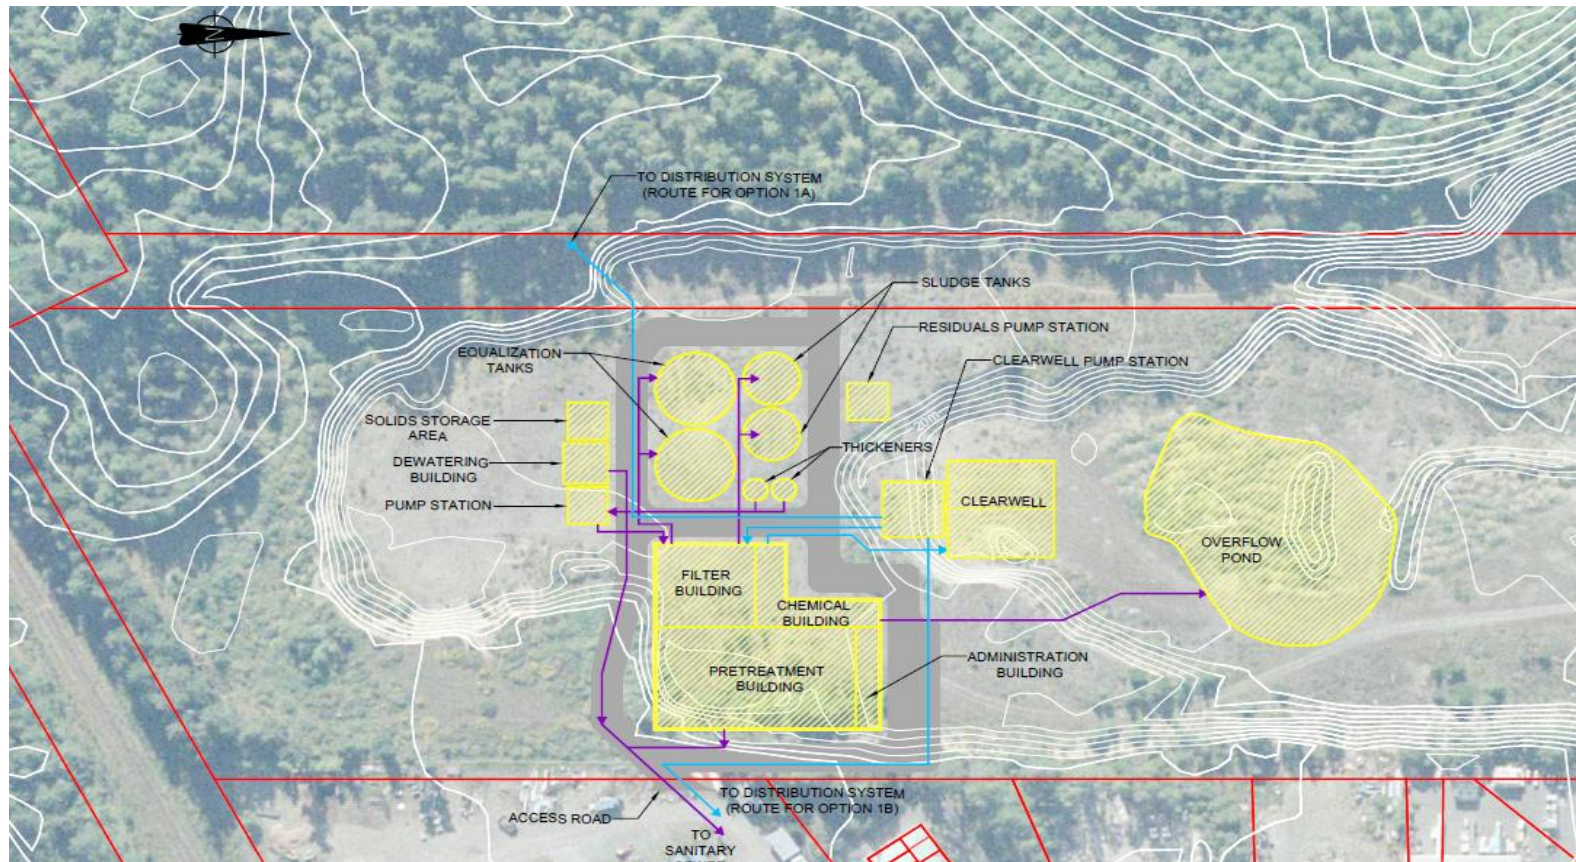 N
TO DISTRIBUTION SYSTEM
(ROUTE FOR OPTION 1A)
SLUDGE TANKS
RESIDUALS PUMP STATION
EQUALIZATION
TANKS
CLEARWELL PUMP STATION
20m
SOLIDS STORAGE
AREA
THICKENERS
DEWATERING
BUILDING
PUMP STATION
CLEARWELL
OVERFLOW
POND
FILTER
BUILDING
CHEMICAL
BUILDING
PRETREATMENT
BUILDING
ADMINISTRATION
BUILDING
TO DISTRIBUTION SYSTEM
(ROUTE FOR OPTION 1B)
ACCESS ROAD
TO
SANITARY